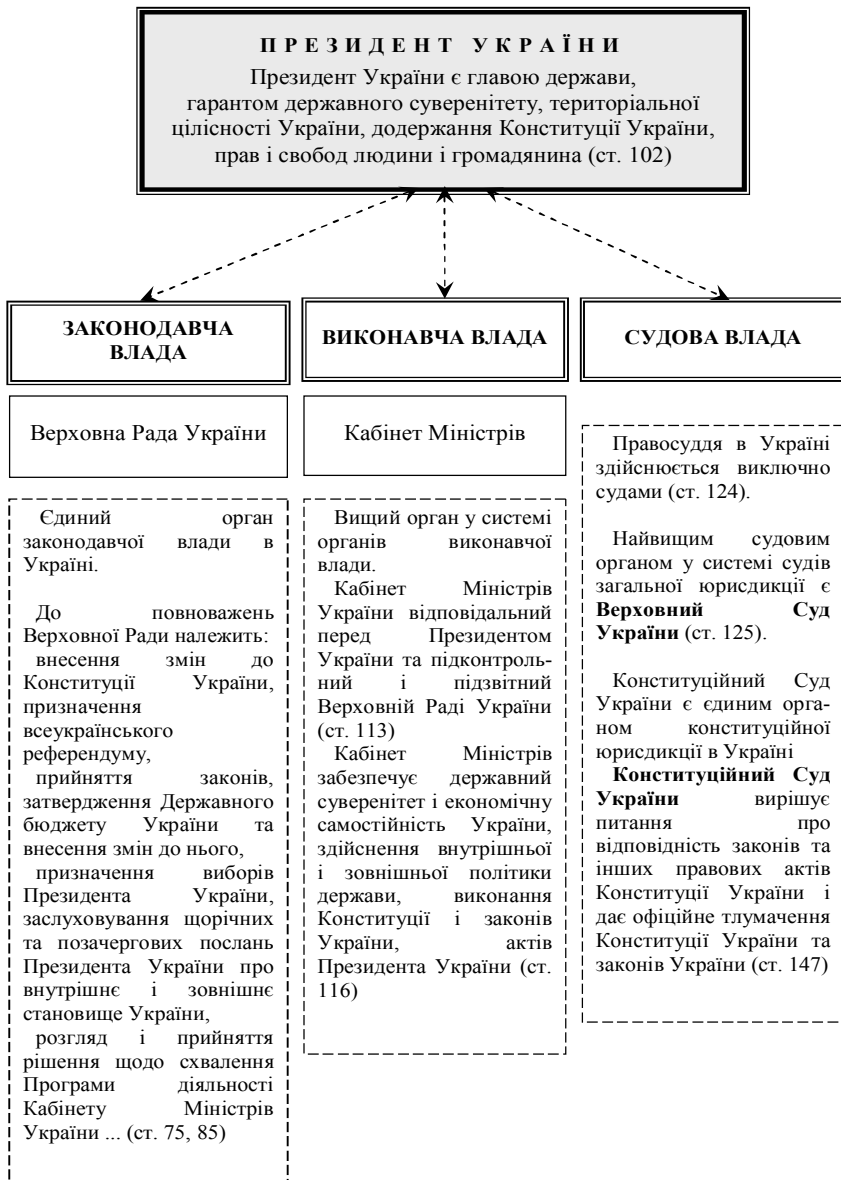 ПРЕЗИДЕНТ УКРАЇНИ
Президент України є главою держави,
гарантом державного суверенітету, територіальної
цілісності України, додержання Конституції України,
прав і свобод людини і громадянина (ст. 102)
ЗАКОНОДАВЧА
ВЛАДА
Верховна Рада України
Єдиний орган
законодавчої влади в
Україні.
До повноважень
Верховної Ради належить:
внесення змін до
Конституції України,
призначення
всеукраїнського
референдуму,
прийняття законів,
затвердження Державного
бюджету України та
внесення змін до нього,
призначення виборів
Президента України,
заслуховування щорічних
та позачергових послань
Президента України про
внутрішнє і зовнішнє
становище України,
розгляд і прийняття
рішення щодо схвалення
Програми діяльності
Кабінету Міністрів
України ... (ст. 75, 85)
ВИКОНАВЧА ВЛАДА
Кабінет Міністрів
Вищий орган у системі
органів виконавчої
влади.
Кабінет Міністрів
України відповідальний
перед Президентом
України та підконтроль-
ний і підзвітний
Верховній Раді України
(ст. 113)
Кабінет Міністрів
забезпечує державний
суверенітет і економічну
самостійність України,
здійснення внутрішньої
і зовнішньої політики
держави, виконання
Конституції і законів
України, актів
Президента України (ст.
116)
СУДОВА ВЛАДА
Правосуддя в Україні
здійснюється виключно
судами (ст. 124).
Найвищим судовим
органом у системі судів
загальної юрисдикції є
Верховний Суд
України (ст. 125).
Конституційний Суд
України є єдиним орга-
ном конституційної
юрисдикції в Україні
Конституційний Суд
України вирішує
питання про
відповідність законів та
інших правових актів
Конституції України і
дає офіційне тлумачення
Конституції України та
законів України (ст. 147)